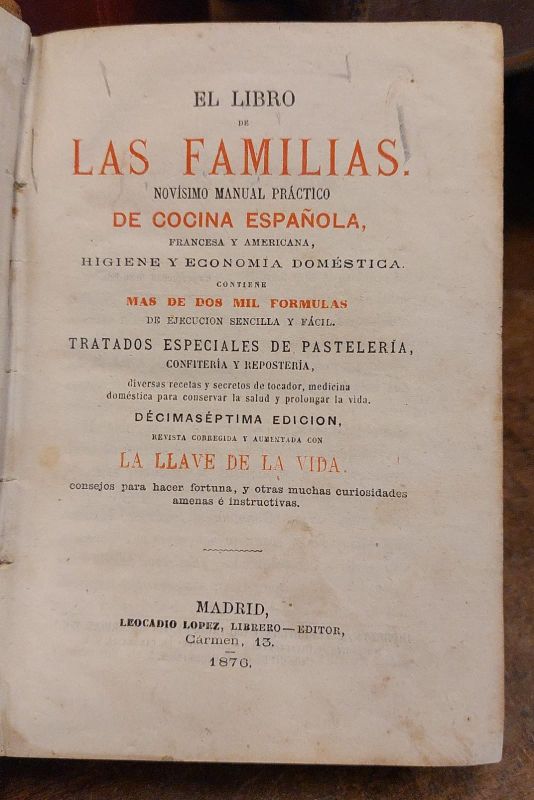 EL LIBRO
DE
LAS FAMILIAS.
NOVÍSIMO MANUAL PRÁCTICO
DE COCINA ESPAÑOLA,
FRANCESA Y AMERICANA,
HIGIENE Y ECONOMÍA DOMÉSTICA.
CONTIENE
MAS DE DOS MIL FORMULAS
DE EJECUCION SENCILLA Y FÁCIL.
TRATADOS ESPECIALES DE PASTELERÍA,
CONFITERÍA Y REPOSTERÍA,
diversas recetas y secretos de tocador, medicina
doméstica para conservar la salud y prolongar la vida.
DÉCIMASÉPTIMA EDICION,
REVISTA CORREGIDA Y AUMENTADA CON
LA LLAVE DE LA VIDA.
consejos para hacer fortuna, y otras muchas curiosidades
amenas é instructivas.
MADRID,
LEOCADIO LOPEZ, LIBRERO—EDITOR,
Cármen, 13.
1876.